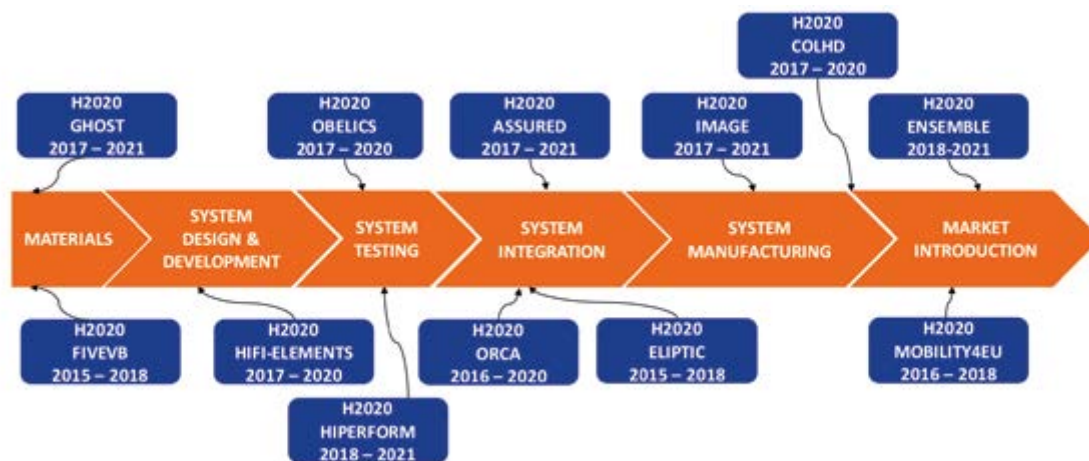 H2020
COLHD
2017 – 2020
H2020
GHOST
2017 – 2021
H2020
OBELICS
2017 – 2020
H2020
ASSURED
2017 – 2021
H2020
IMAGE
2017 – 2021
H2020
ENSEMBLE
2018-2021
MATERIALS
SYSTEM
DESIGN &
DEVELOPMENT
SYSTEM
TESTING
SYSTEM
INTEGRATION
SYSTEM
MANUFACTURING
MARKET
INTRODUCTION
H2020
FIVEVB
2015 – 2018
H2020
HIFI-ELEMENTS
2017 – 2020
H2020
HIPERFORM
2018 – 2021
H2020
ORCA
2016 – 2020
H2020
ELIPTIC
2015 – 2018
H2020
MOBILITY4EU
2016 – 2018